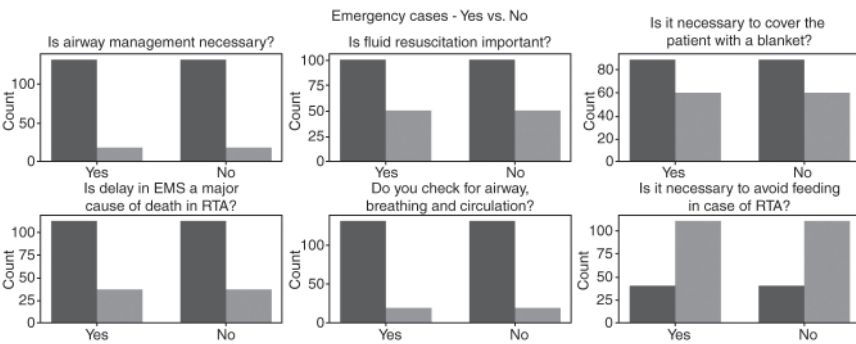 Emergency cases - Yes vs. No
Is airway management necessary?
Count
100
50
0
Yes
No
Is fluid resuscitation important?
Count
100
75
50
25
0
Yes
No
Is it necessary to cover the
patient with a blanket?
Count
80
60
40
20
0
Yes
No
Is delay in EMS a major
cause of death in RTA?
Count
100
75
50
25
0
Yes
No
Do you check for airway,
breathing and circulation?
Count
100
50
0
Yes
No
Is it necessary to avoid feeding
in case of RTA?
Count
100
75
50
25
0
Yes
No